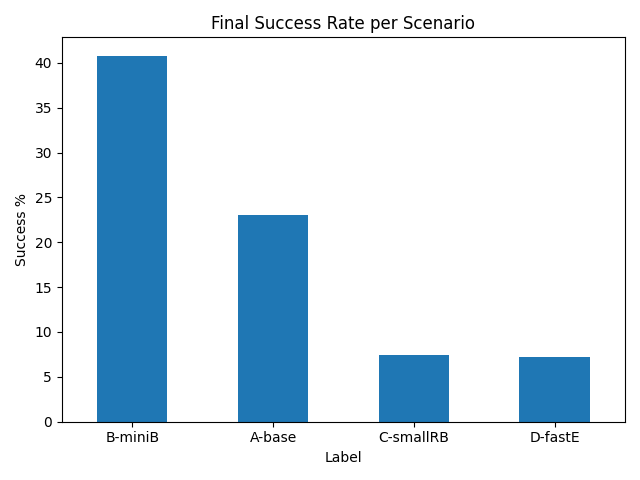 Final Success Rate per Scenario
Success %
40
35
30
25
20
15
10
5
0
B-miniB A-base C-smallRB D-fastE
Label